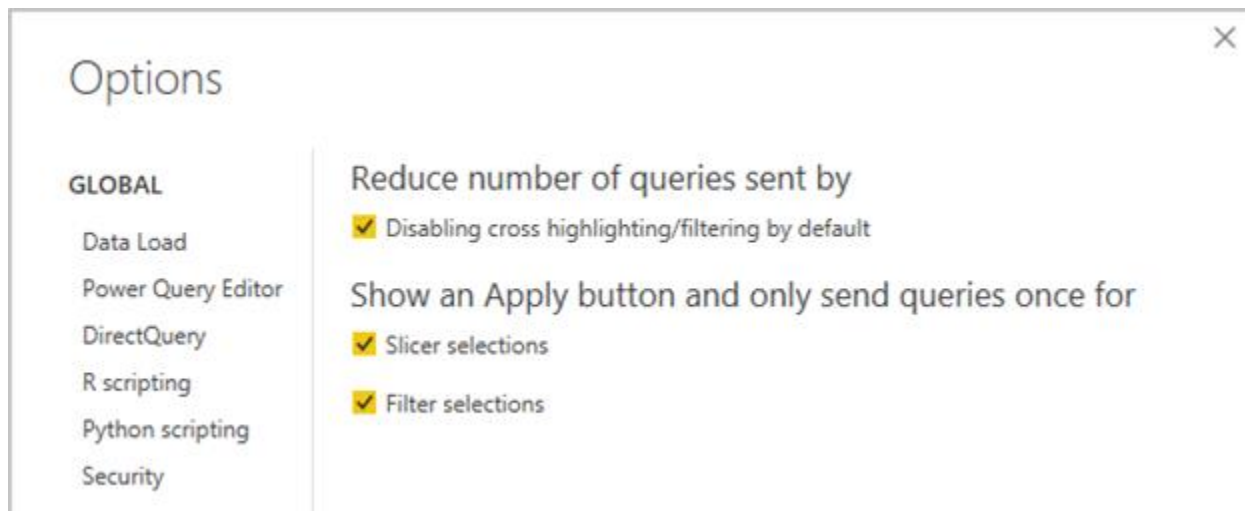 Options
GLOBAL
Data Load
Power Query Editor
DirectQuery
R scripting
Python scripting
Security
Reduce number of queries sent by
Disabling cross highlighting/filtering by default
Show an Apply button and only send queries once for
Slicer selections
Filter selections